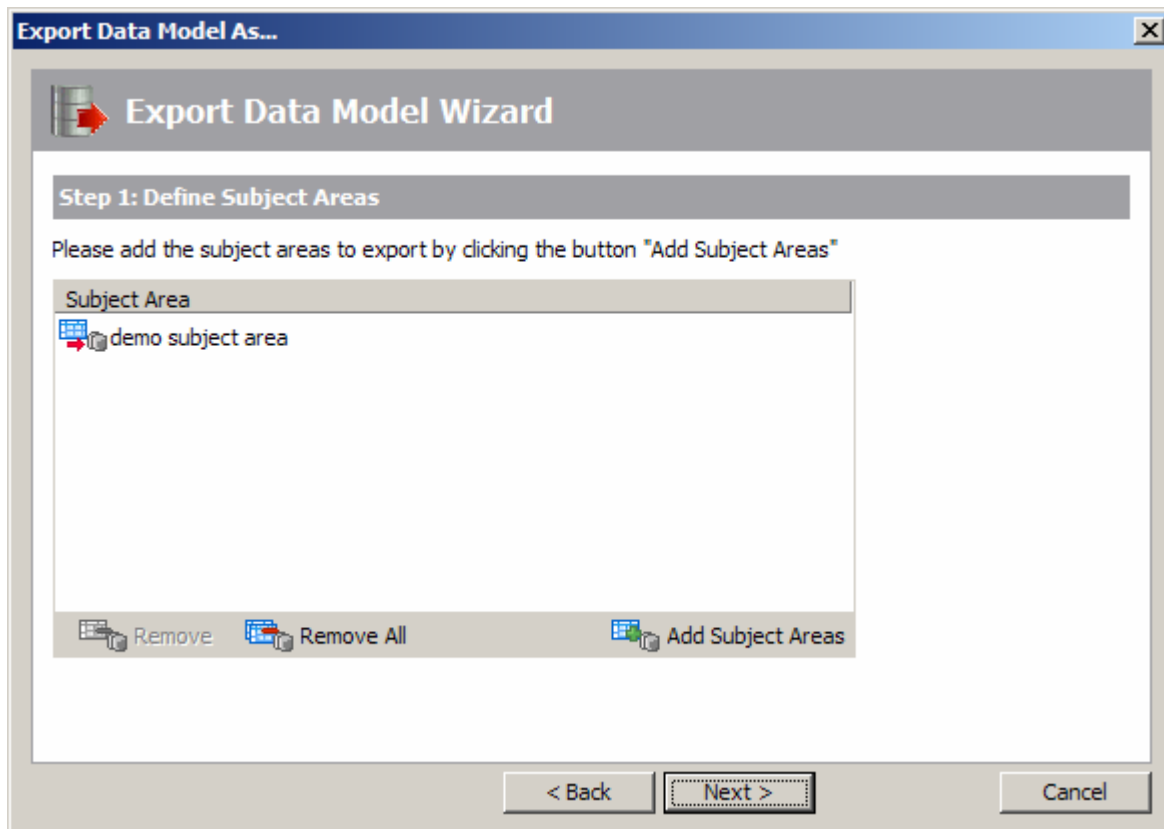 Export Data Model As...
Export Data Model Wizard
Step 1: Define Subject Areas
Please add the subject areas to export by clicking the button "Add Subject Areas"
Subject Area
demo subject area
Remove Remove All Add Subject Areas
< Back Next > Cancel